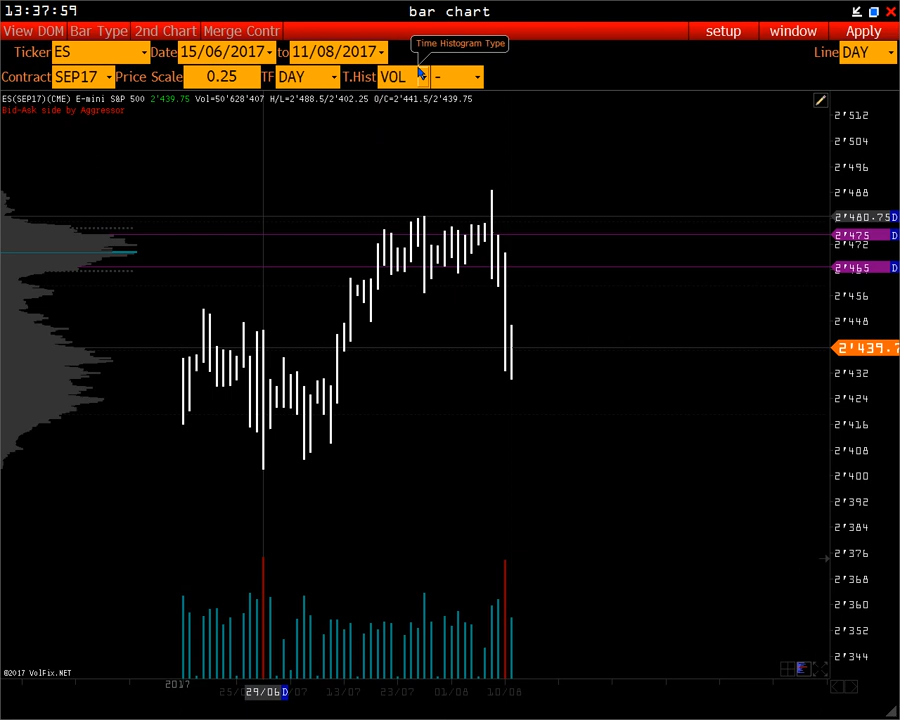 13:37:59 bar chart
View DOM Bar Type 2nd Chart Merge Contr setup window Apply
Time Histogram Type
Ticker ES Date 15/06/2017 to 11/08/2017 Line DAY
Contract SEP17 Price Scale 0.25 TF DAY T.Hist VOL -
ES(SEP17)(CME) E-mini S&P 500 2'439.75 Vol=50'628'407 H/L=2'488.5/2'402.25 O/C=2'441.5/2'439.75
Bid-Ask side by Aggressor
2'512
2'504
2'496
2'488
2'480.75 D
2'475 D
2'472
2'465 D
2'456
2'448
2'439.7
2'432
2'424
2'416
2'408
2'400
2'392
2'384
2'376
2'368
2'360
2'352
2'344
©2017 VolFix.NET
2017
29/06 D /07 13/07 23/07 01/08 10/08